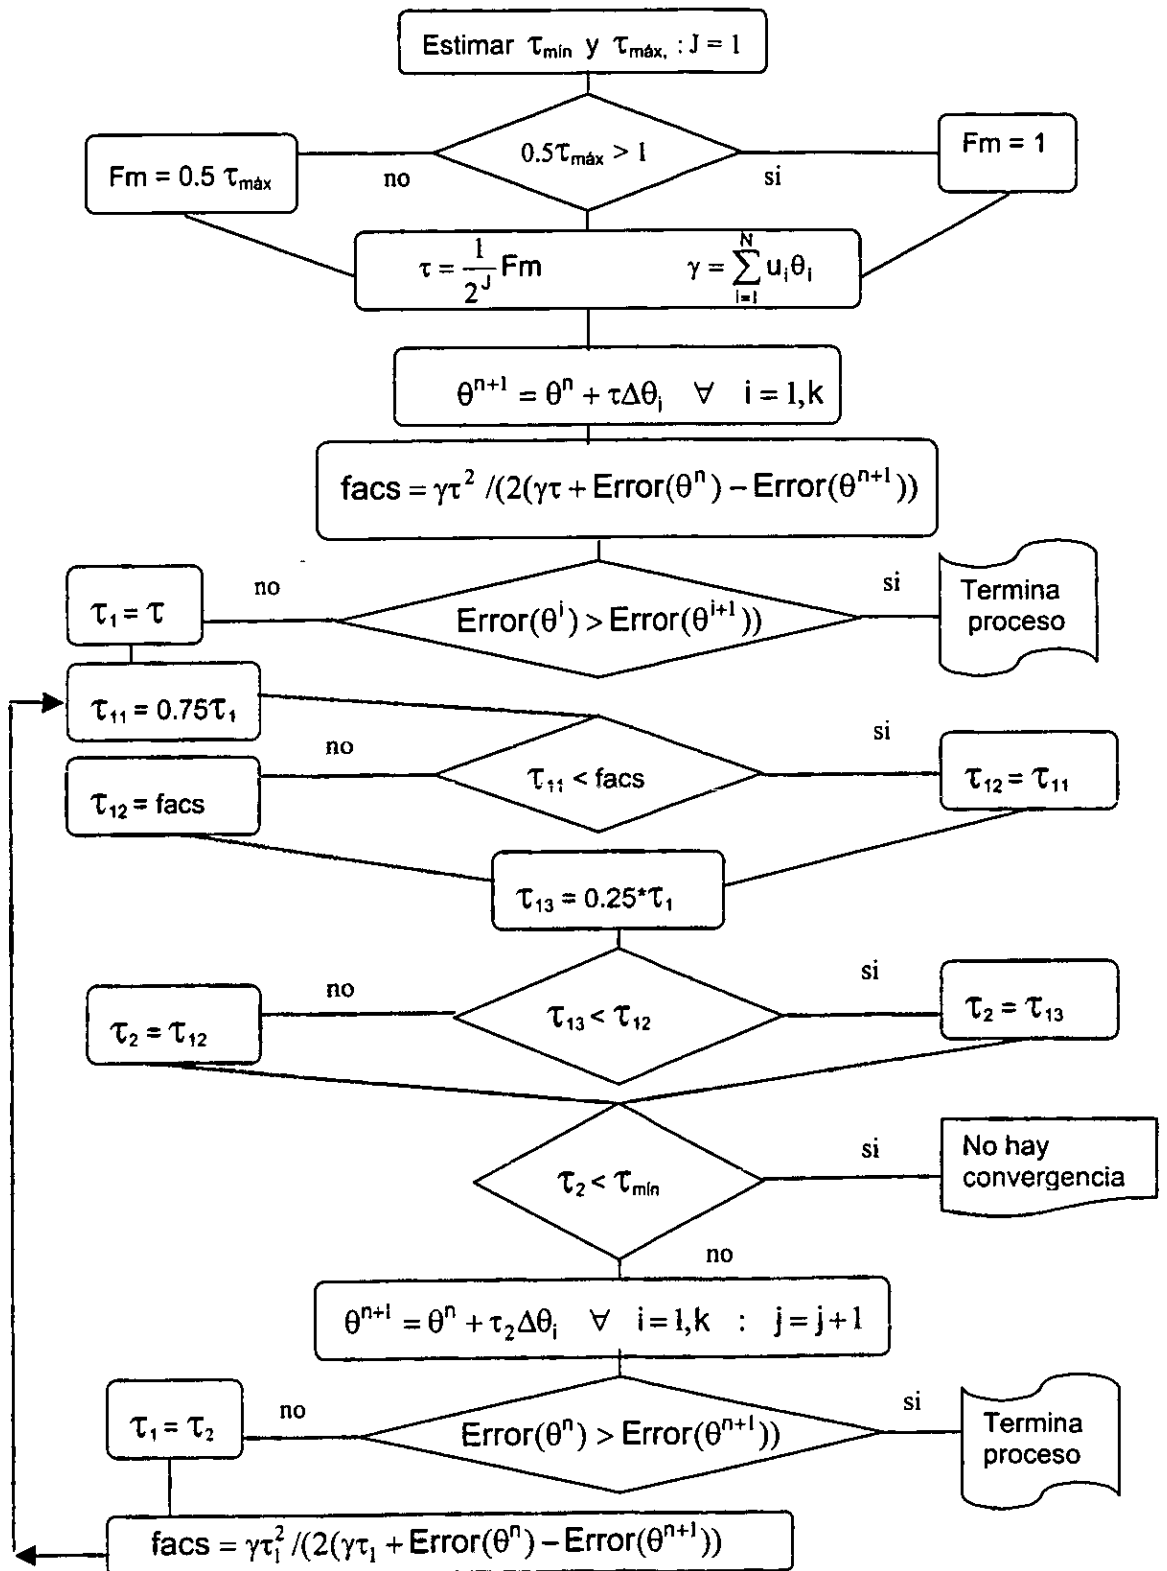 Estimar τmín y τmáx, : J = 1
0.5τmáx > 1
Fm = 1
Fm = 0.5 τmáx
no
si
τ = 1/2^J Fm
γ = ∑_{i=1}^{N} u_i θ_i
θ^{n+1} = θ^n + τΔθ_i ∀ i = 1,k
facs = γτ² /(2(γτ + Error(θ^n) − Error(θ^{n+1}))
no
si
τ₁ = τ
Error(θ^i) > Error(θ^{i+1}))
Termina
proceso
τ₁₁ = 0.75τ₁
no
si
τ₁₂ = facs
τ₁₁ < facs
τ₁₂ = τ₁₁
τ₁₃ = 0.25*τ₁
no
si
τ₂ = τ₁₂
τ₁₃ < τ₁₂
τ₂ = τ₁₃
si
τ₂ < τmín
No hay
convergencia
no
θ^{n+1} = θ^n + τ₂Δθ_i ∀ i = 1,k : j = j+1
no
si
τ₁ = τ₂
Error(θ^n) > Error(θ^{n+1}))
Termina
proceso
facs = γτ₁² /(2(γτ₁ + Error(θ^n) − Error(θ^{n+1}))